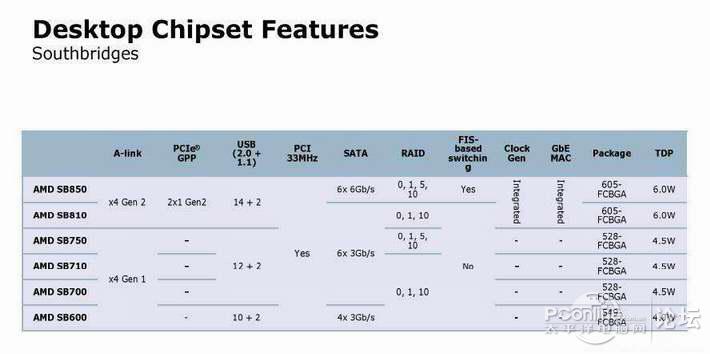 Desktop Chipset Features
Southbridges
A-link PCIe® GPP USB (2.0 + 1.1) PCI 33MHz SATA RAID FIS-based switchin g Clock Gen GbE MAC Package TDP
AMD SB850 x4 Gen 2 2x1 Gen2 14 + 2 Yes 6x 6Gb/s 0, 1, 5, 10 Yes Integrated Integrated 605-FCBGA 6.0W
AMD SB810 6x 3Gb/s 0, 1, 10 No 605-FCBGA 6.0W
AMD SB750 x4 Gen 1 - 12 + 2 0, 1, 5, 10 - - 528-FCBGA 4.5W
AMD SB710 - - - 528-FCBGA 4.5W
AMD SB700 - 0, 1, 10 - - 528-FCBGA 4.5W
AMD SB600 - 10 + 2 4x 3Gb/s - - 549-FCBGA 4.0W
PConline 论坛
太平洋电脑网